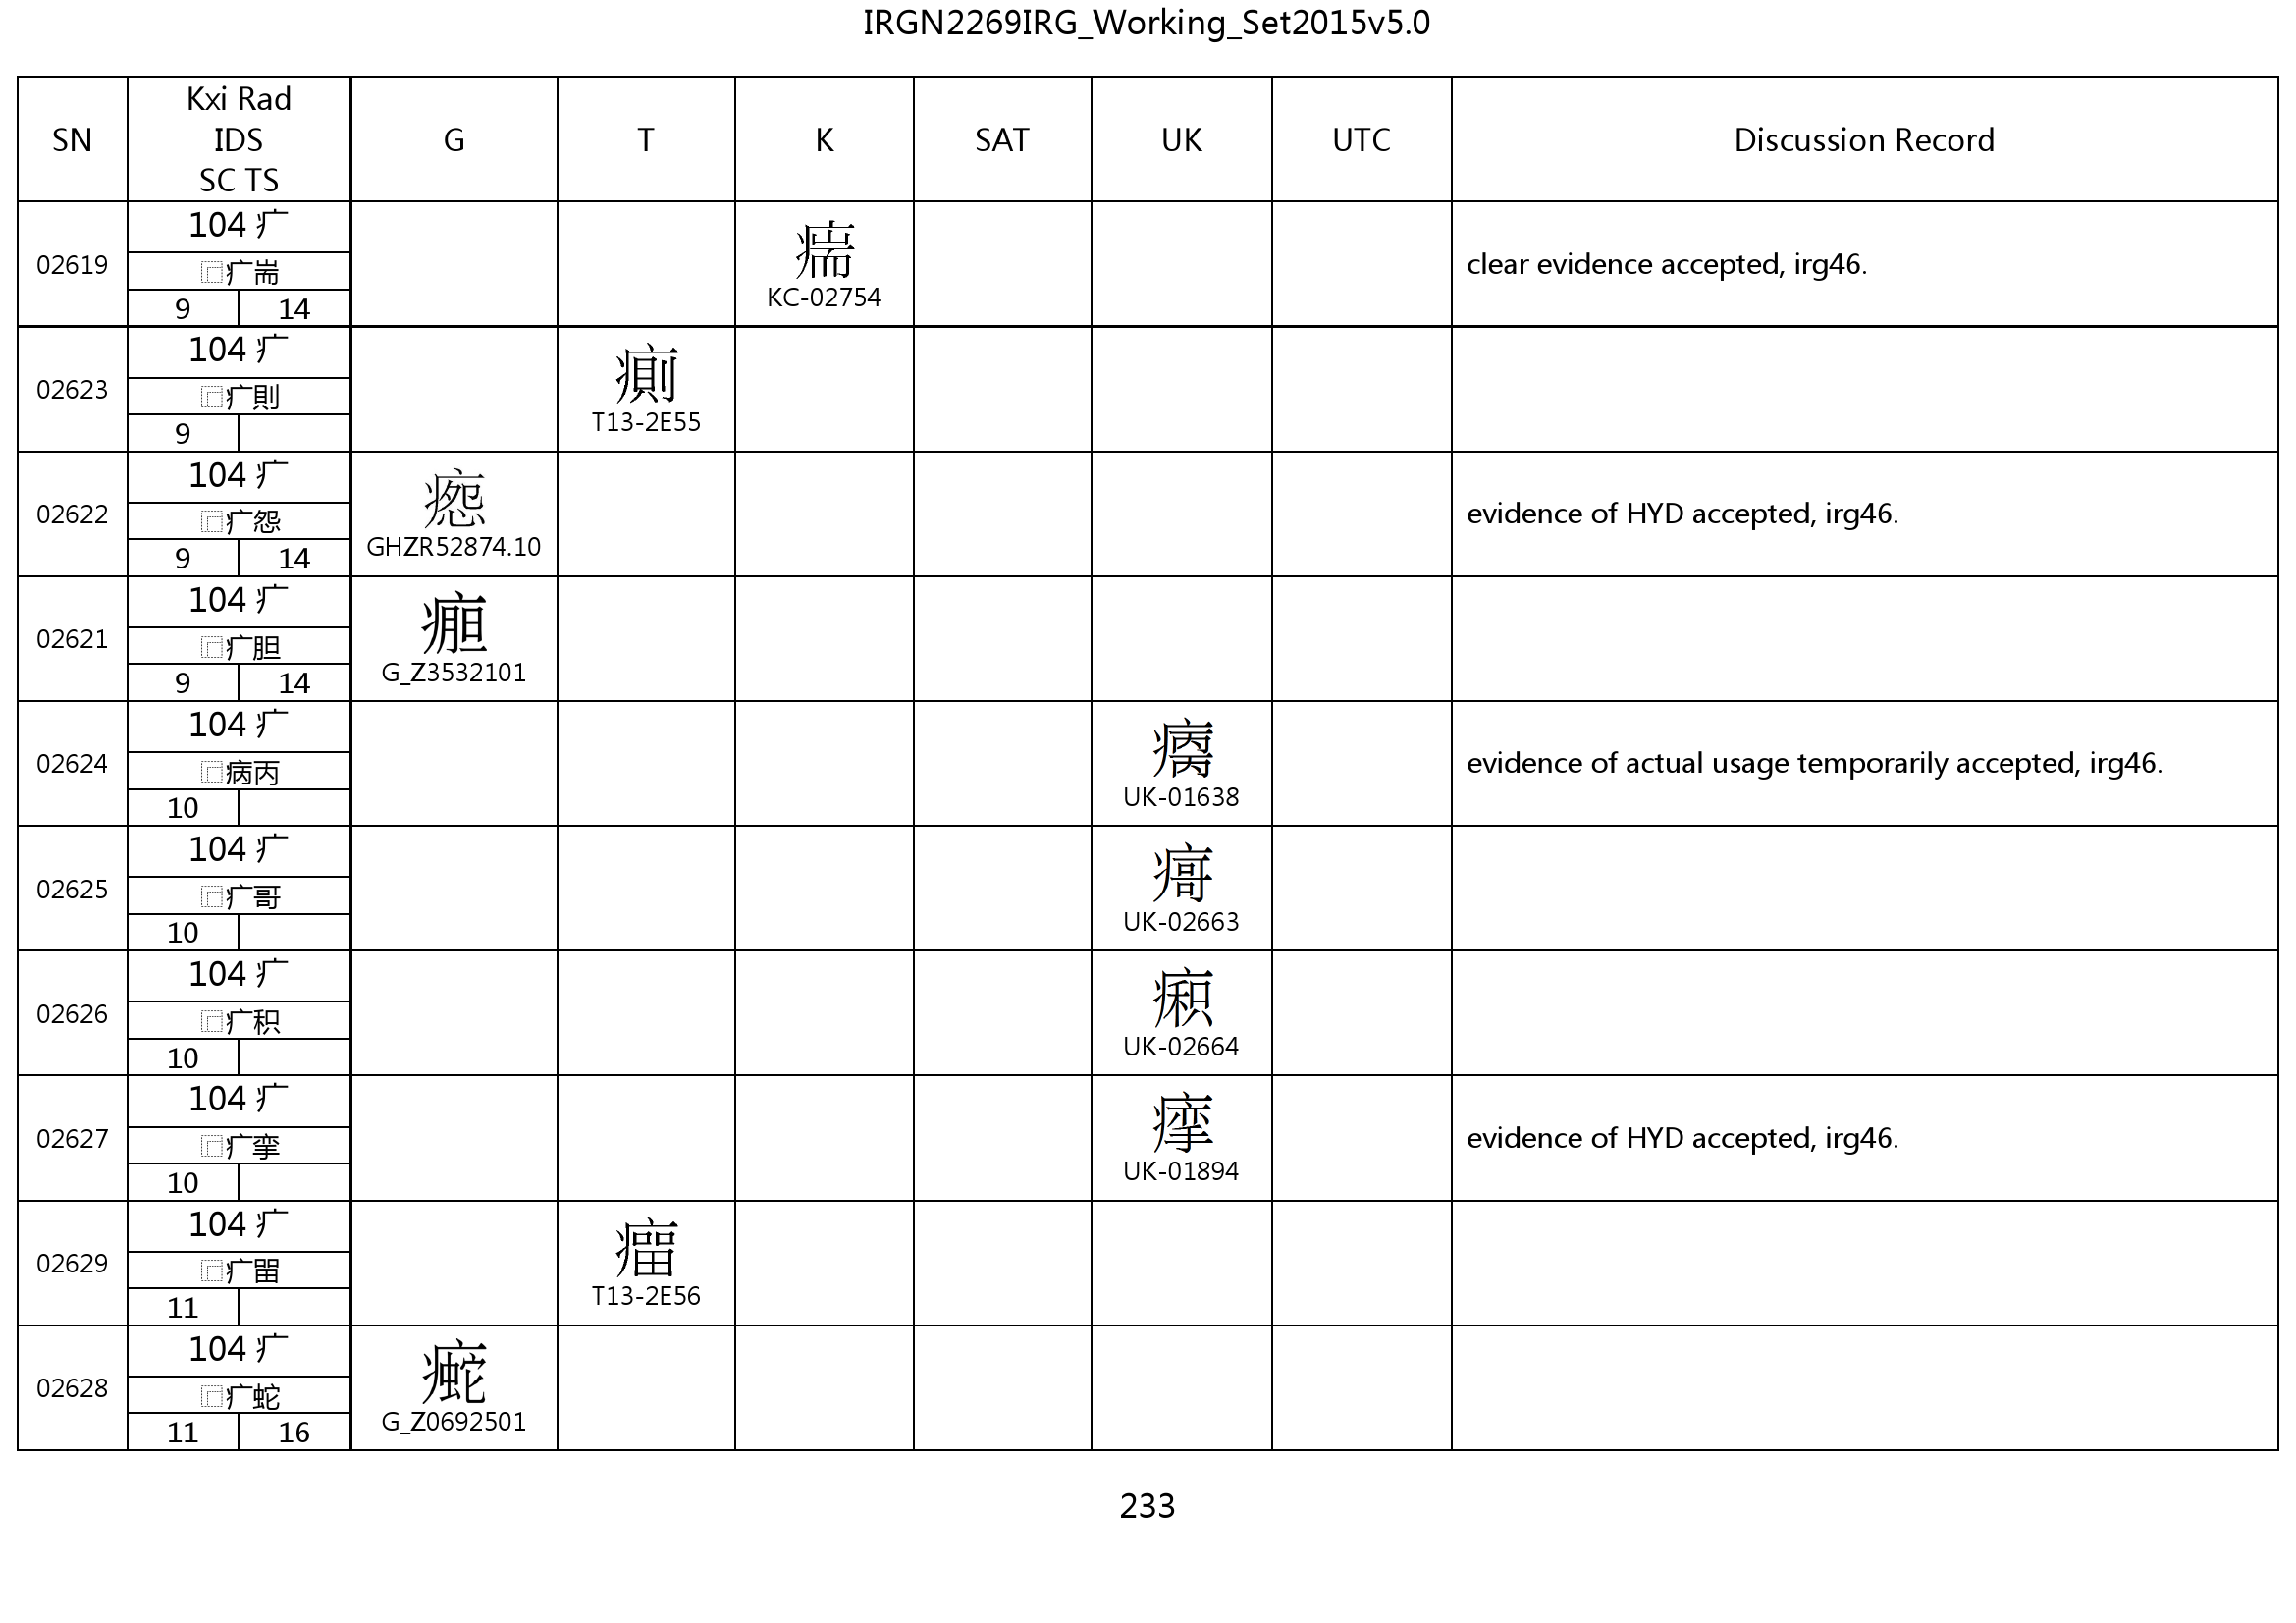 IRGN2269IRG_Working_Set2015v5.0
SN Kxi Rad IDS SC TS G T K SAT UK UTC Discussion Record
02619 104 疒 ⿸疒耑 9 14 KC-02754 clear evidence accepted, irg46.
02623 104 疒 ⿸疒則 9 T13-2E55
02622 104 疒 ⿸疒怨 9 14 GHZR52874.10 evidence of HYD accepted, irg46.
02621 104 疒 ⿸疒胆 9 14 G_Z3532101
02624 104 疒 ⿸病丙 10 UK-01638 evidence of actual usage temporarily accepted, irg46.
02625 104 疒 ⿸疒哥 10 UK-02663
02626 104 疒 ⿸疒积 10 UK-02664
02627 104 疒 ⿸疒挛 10 UK-01894 evidence of HYD accepted, irg46.
02629 104 疒 ⿸疒畱 11 T13-2E56
02628 104 疒 ⿸疒蛇 11 16 G_Z0692501
233